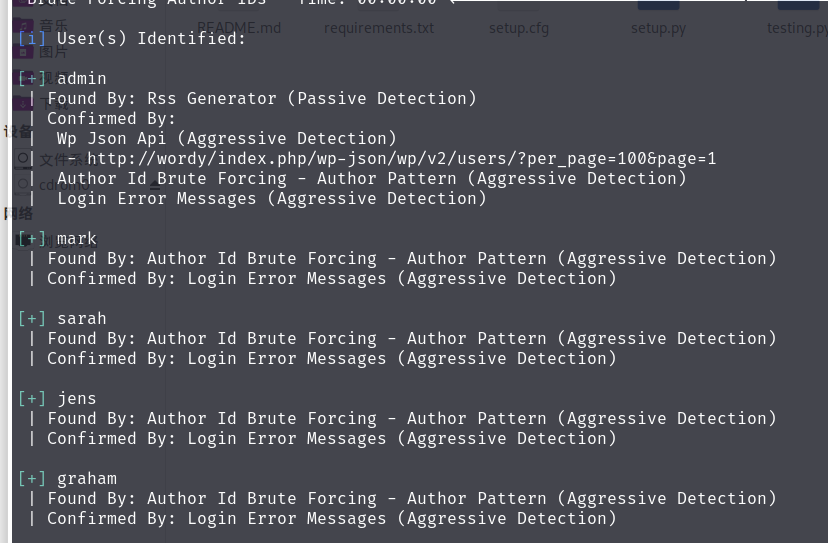 Brute Forcing Author IDs - Time: 00:00:00
README.md requirements.txt setup.cfg setup.py testing.py
[i] User(s) Identified:
[+] admin
| Found By: Rss Generator (Passive Detection)
| Confirmed By:
| Wp Json Api (Aggressive Detection)
| - http://wordy/index.php/wp-json/wp/v2/users/?per_page=100&page=1
| Author Id Brute Forcing - Author Pattern (Aggressive Detection)
| Login Error Messages (Aggressive Detection)
[+] mark
| Found By: Author Id Brute Forcing - Author Pattern (Aggressive Detection)
| Confirmed By: Login Error Messages (Aggressive Detection)
[+] sarah
| Found By: Author Id Brute Forcing - Author Pattern (Aggressive Detection)
| Confirmed By: Login Error Messages (Aggressive Detection)
[+] jens
| Found By: Author Id Brute Forcing - Author Pattern (Aggressive Detection)
| Confirmed By: Login Error Messages (Aggressive Detection)
[+] graham
| Found By: Author Id Brute Forcing - Author Pattern (Aggressive Detection)
| Confirmed By: Login Error Messages (Aggressive Detection)
音乐
图片
设备
网络